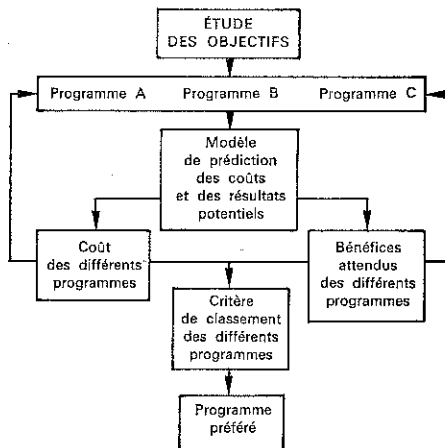 ÉTUDE
DES OBJECTIFS
Programme A Programme B Programme C
Modèle
de prédiction
des coûts
et des résultats
potentiels
Coût
des différents
programmes
Bénéfices
attendus
des différents
programmes
Critère
de classement
des différents
programmes
Programme
préféré